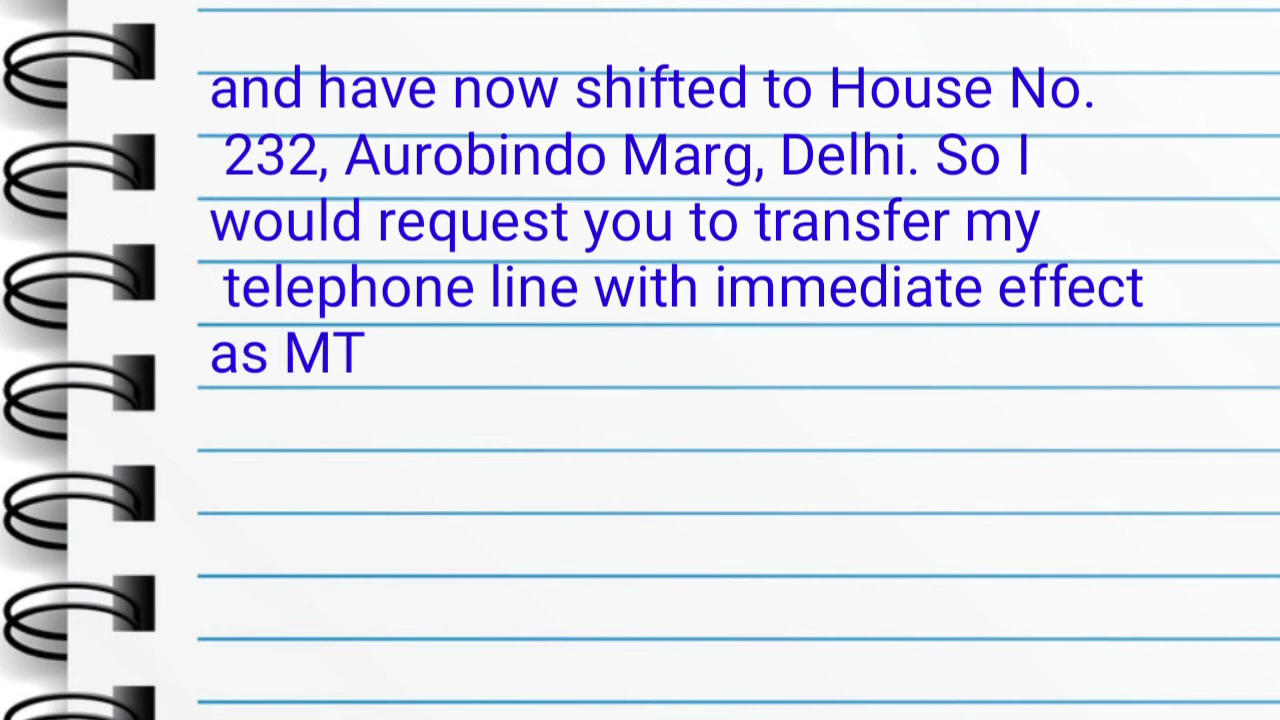 and have now shifted to House No.
232, Aurobindo Marg, Delhi. So I
would request you to transfer my
telephone line with immediate effect
as MT